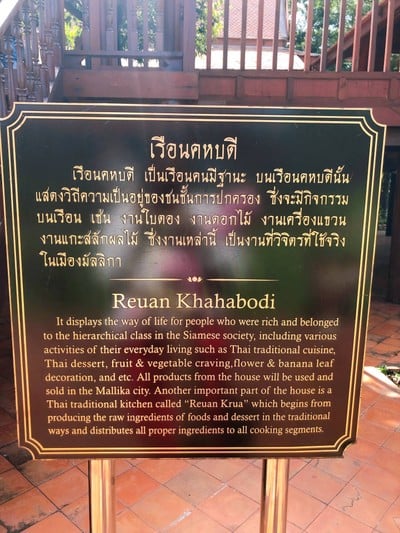 เรือนคหบดี
เรือนคหบดี เป็นเรือนคนมีฐานะ บนเรือนคหบดีนั้น
แสดงวิถีความเป็นอยู่ของชนชั้นการปกครอง ซึ่งจะมีกิจกรรม
บนเรือน เช่น งานใบตอง งานดอกไม้ งานเครื่องแขวน
งานแกะสลักผลไม้ ซึ่งงานเหล่านี้ เป็นงานที่วิจิตรที่ใช้จริง
ในเมืองมัลลิกา
Reuan Khahabodi
It displays the way of life for people who were rich and belonged
to the hierarchical class in the Siamese society, including various
activities of their everyday living such as Thai traditional cuisine,
Thai dessert, fruit & vegetable craving,flower & banana leaf
decoration, and etc. All products from the house will be used and
sold in the Mallika city. Another important part of the house is a
Thai traditional kitchen called "Reuan Krua" which begins from
producing the raw ingredients of foods and dessert in the traditional
ways and distributes all proper ingredients to all cooking segments.